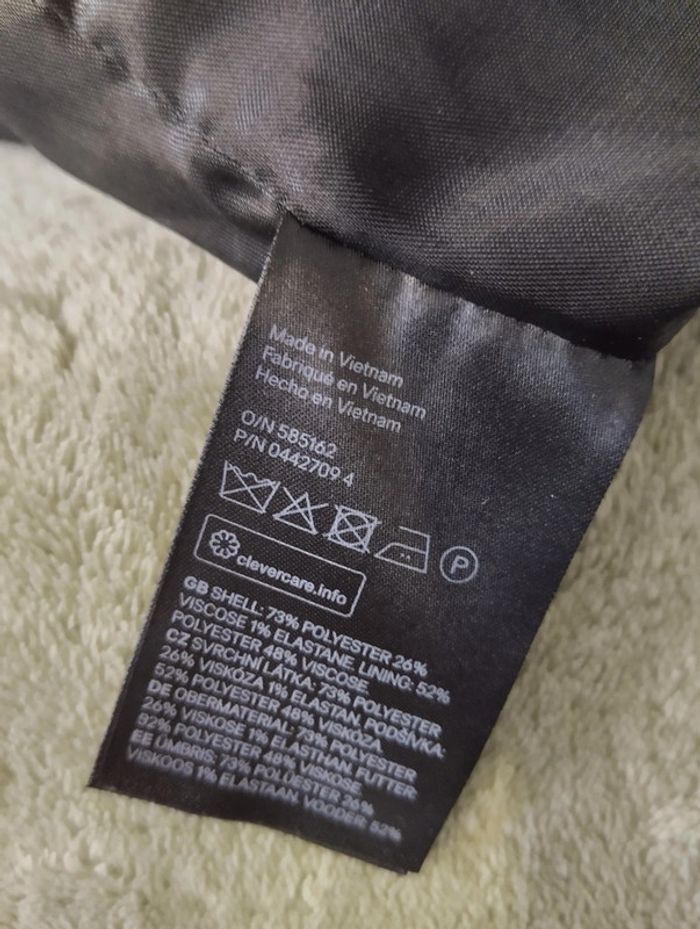 Made in Vietnam
Fabriqué en Vietnam
Hecho en Vietnam
O/N 585162
P/N 0442709 4
P
clevercare.info
GB SHELL: 73% POLYESTER 26%
VISCOSE 1% ELASTANE. LINING: 52%
POLYESTER 48% VISCOSE.
CZ SVRCHNÍ LÁTKA: 73% POLYESTER
26% VISKÓZA 1% ELASTAN. PODŠÍVKA:
52% POLYESTER 48% VISKÓZA.
DE OBERMATERIAL: 73% POLYESTER
26% VISKOSE 1% ELASTHAN. FUTTER:
52% POLYESTER 48% VISKOSE.
EE ÜMBRIS: 73% POLÜESTER 26%
VISKOOS 1% ELASTAAN. VOODER: 52%